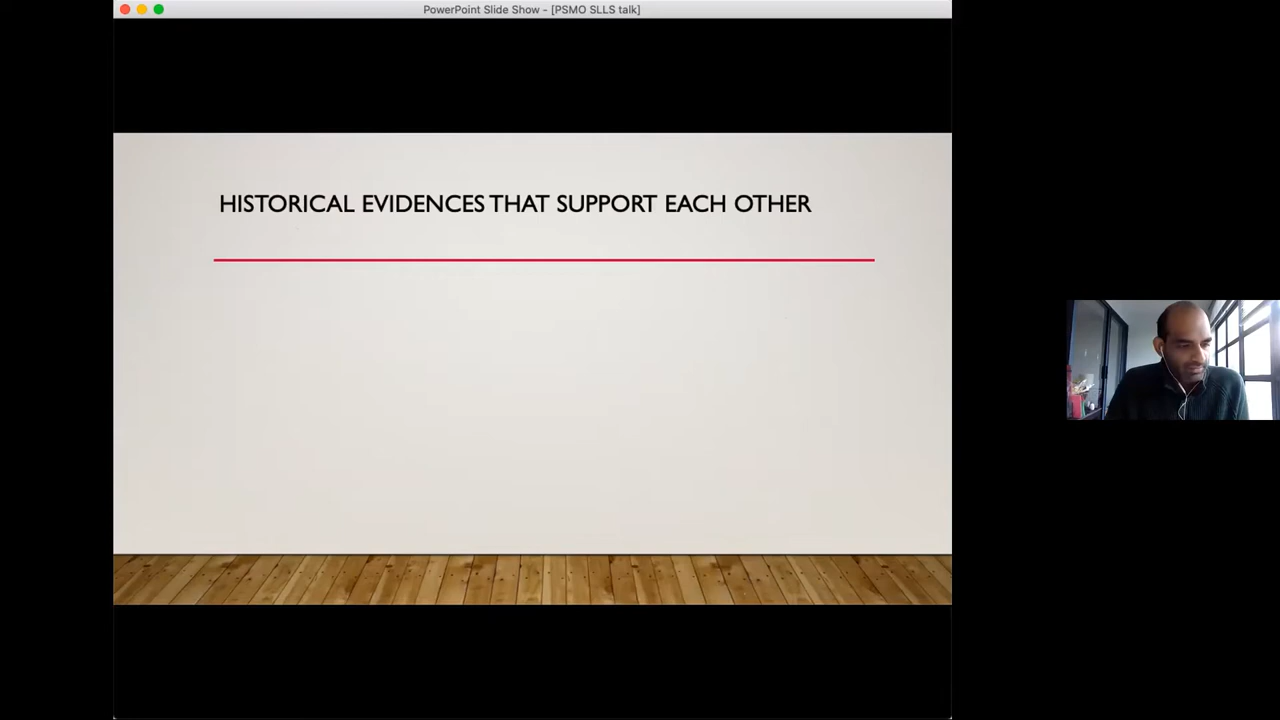 PowerPoint Slide Show - [PSMO SLLS talk]
HISTORICAL EVIDENCES THAT SUPPORT EACH OTHER